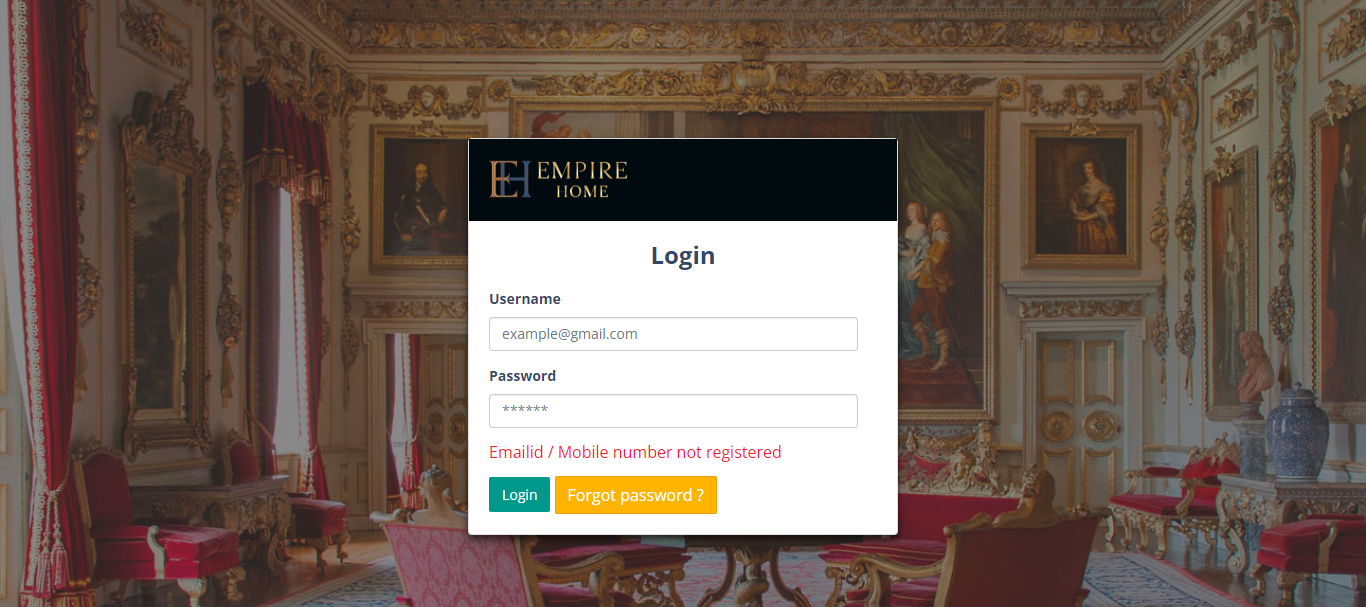 EH EMPIRE
HOME
Login
Username
example@gmail.com
Password
******
Emailid / Mobile number not registered
Login Forgot password ?